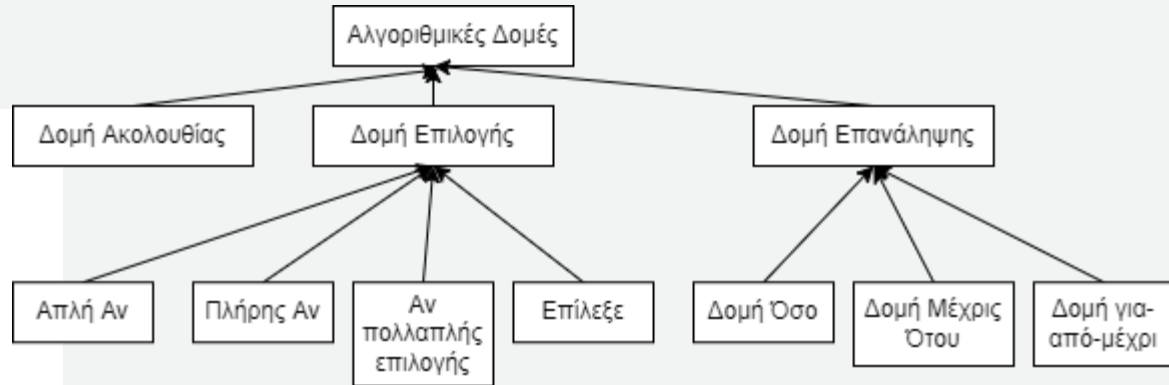 Αλγοριθμικές Δομές
Δομή Ακολουθίας
Δομή Επιλογής
Δομή Επανάληψης
Απλή Αν
Πλήρης Αν
Αν
πολλαπλής
επιλογής
Επίλεξε
Δομή Όσο
Δομή Μέχρις
Ότου
Δομή για-
από-μέχρι